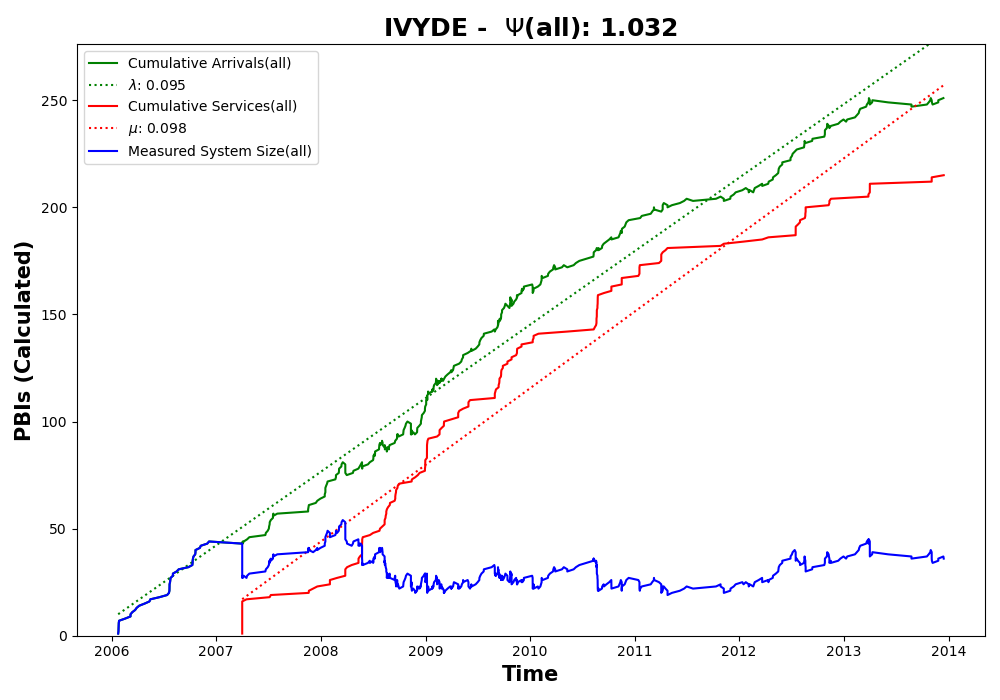 IVYDE - Ψ(all): 1.032
Cumulative Arrivals(all)
λ: 0.095
Cumulative Services(all)
μ: 0.098
Measured System Size(all)
PBIs (Calculated)
250
200
150
100
50
0
2006 2007 2008 2009 2010 2011 2012 2013 2014
Time